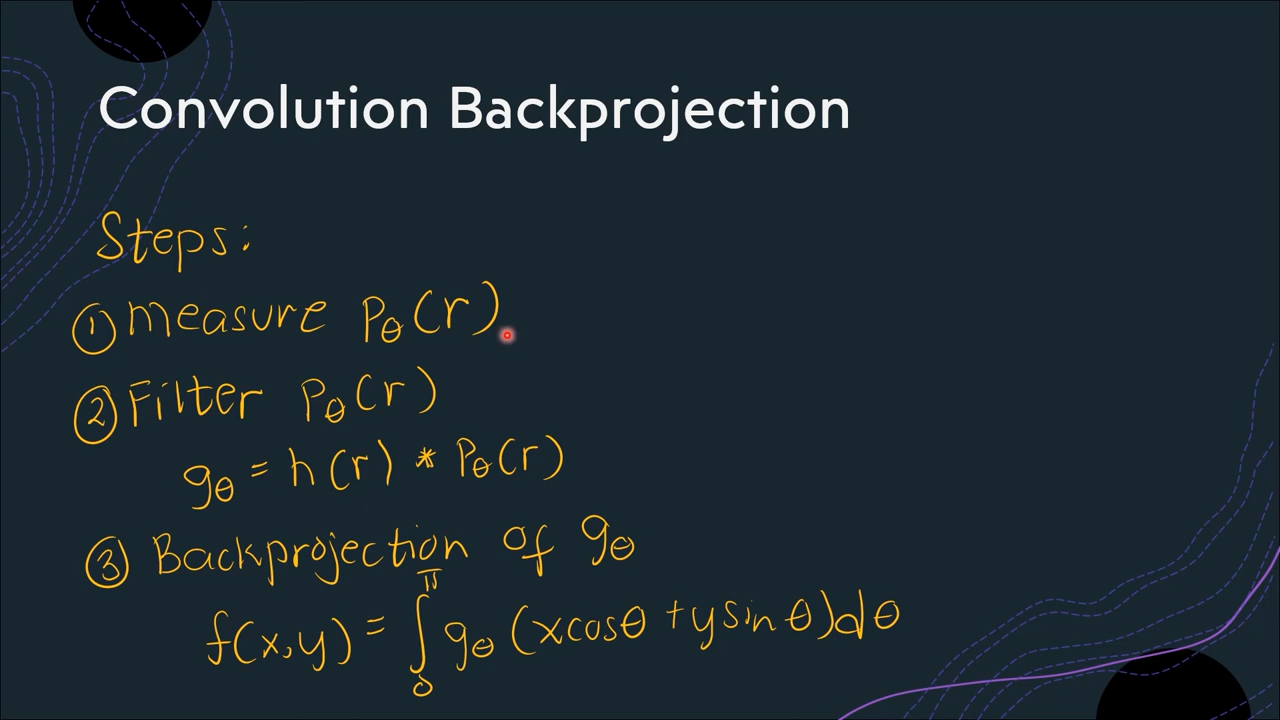 Convolution Backprojection
Steps:
① measure pθ(r)
② Filter pθ(r)
gθ = h(r) * pθ(r)
③ Backprojection of gθ
f(x,y) = ∫₀^π gθ (xcosθ + ysinθ)dθ